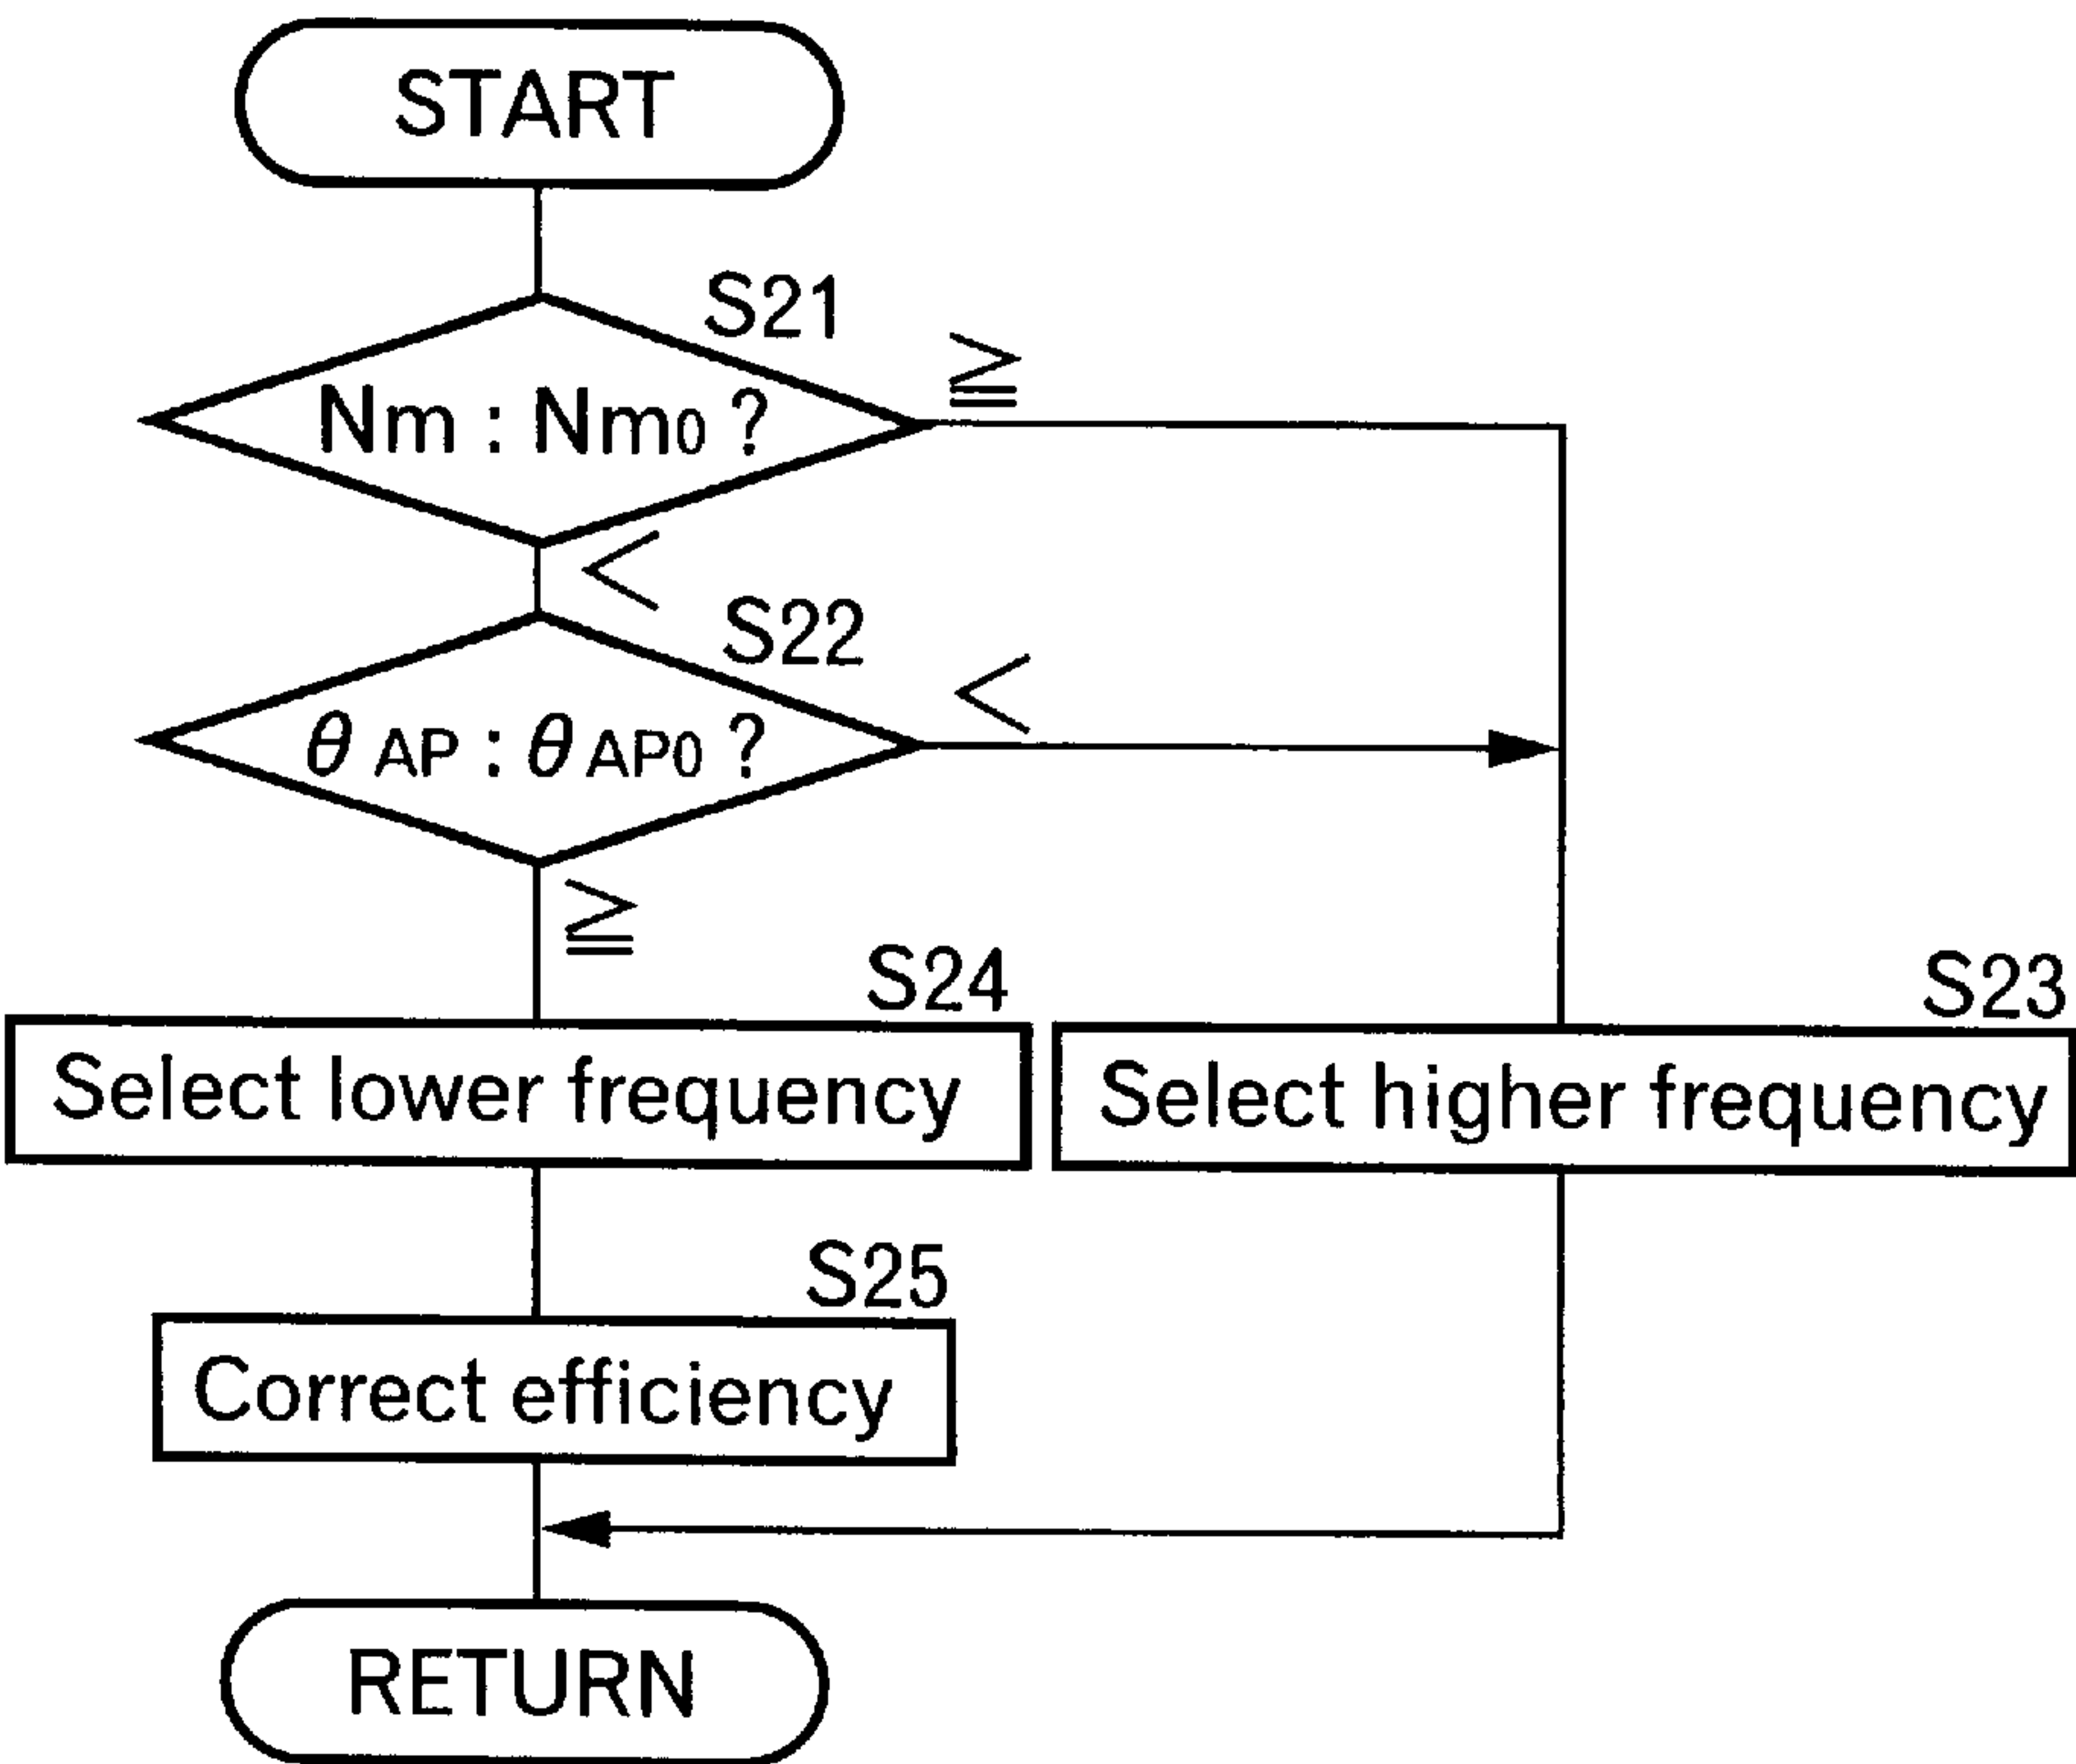 START
S21
≧
Nm : Nm0 ?
<
S22
<
θ AP : θ AP0 ?
≧
S24
S23
Select lower frequency
Select higher frequency
S25
Correct efficiency
RETURN